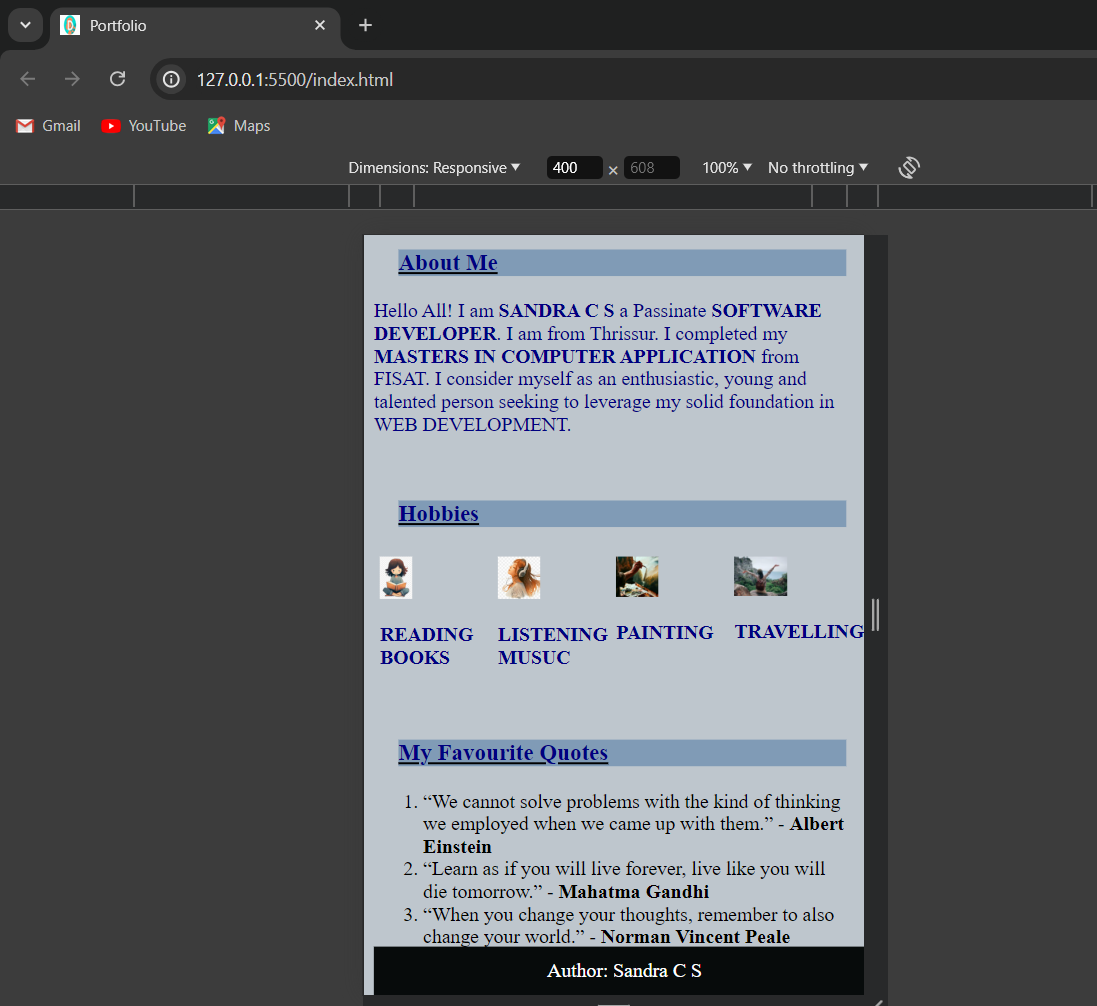 Portfolio
127.0.0.1:5500/index.html
Gmail YouTube Maps
Dimensions: Responsive ▼ 400 × 608 100% ▼ No throttling ▼
About Me
Hello All! I am SANDRA C S a Passinate SOFTWARE
DEVELOPER. I am from Thrissur. I completed my
MASTERS IN COMPUTER APPLICATION from
FISAT. I consider myself as an enthusiastic, young and
talented person seeking to leverage my solid foundation in
WEB DEVELOPMENT.
Hobbies
READING LISTENING PAINTING TRAVELLING
BOOKS MUSUC
My Favourite Quotes
1. “We cannot solve problems with the kind of thinking
we employed when we came up with them.” - Albert
Einstein
2. “Learn as if you will live forever, live like you will
die tomorrow.” - Mahatma Gandhi
3. “When you change your thoughts, remember to also
change your world.” - Norman Vincent Peale
Author: Sandra C S